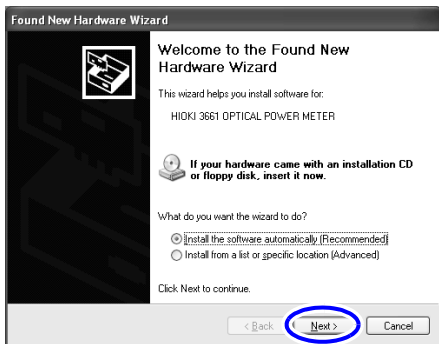 Found New Hardware Wizard
Welcome to the Found New
Hardware Wizard
This wizard helps you install software for:
HIOKI 3661 OPTICAL POWER METER
If your hardware came with an installation CD
or floppy disk, insert it now.
What do you want the wizard to do?
Install the software automatically (Recommended)
Install from a list or specific location (Advanced)
Click Next to continue.
< Back Next > Cancel